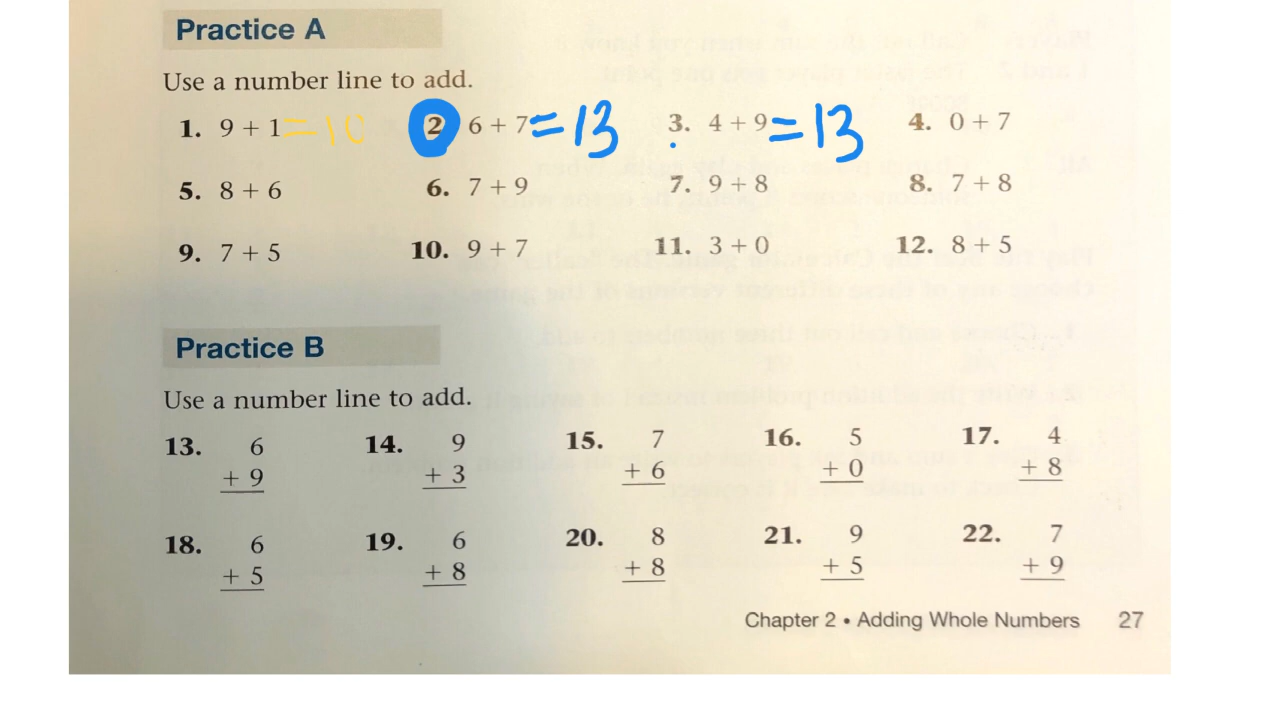 Practice A
Use a number line to add.
1. 9 + 1 = 10 2 6 + 7 = 13 3. 4 + 9 = 13 4. 0 + 7
5. 8 + 6 6. 7 + 9 7. 9 + 8 8. 7 + 8
9. 7 + 5 10. 9 + 7 11. 3 + 0 12. 8 + 5
Practice B
Use a number line to add.
13. 6 14. 9 15. 7 16. 5 17. 4
+ 9 + 3 + 6 + 0 + 8
18. 6 19. 6 20. 8 21. 9 22. 7
+ 5 + 8 + 8 + 5 + 9
Chapter 2 • Adding Whole Numbers 27